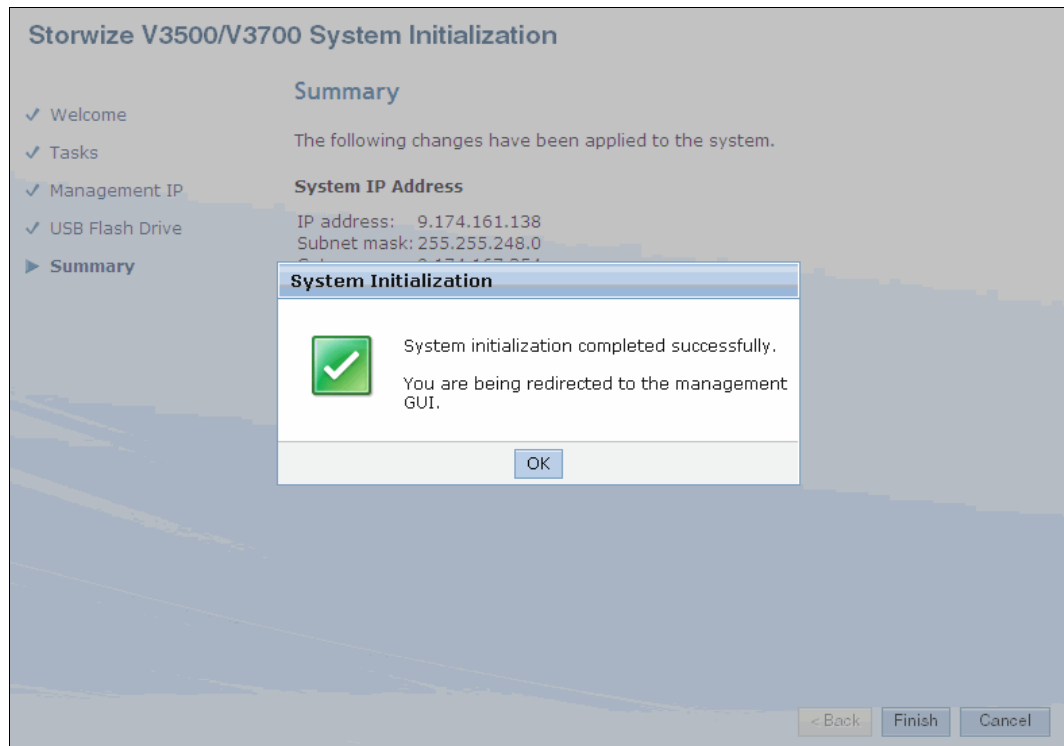 Storwize V3500/V3700 System Initialization
Welcome
Tasks
Management IP
USB Flash Drive
Summary
Summary
The following changes have been applied to the system.
System IP Address
IP address: 9.174.161.138
Subnet mask: 255.255.248.0
System Initialization
System initialization completed successfully.
You are being redirected to the management
GUI.
OK
< Back
Finish
Cancel